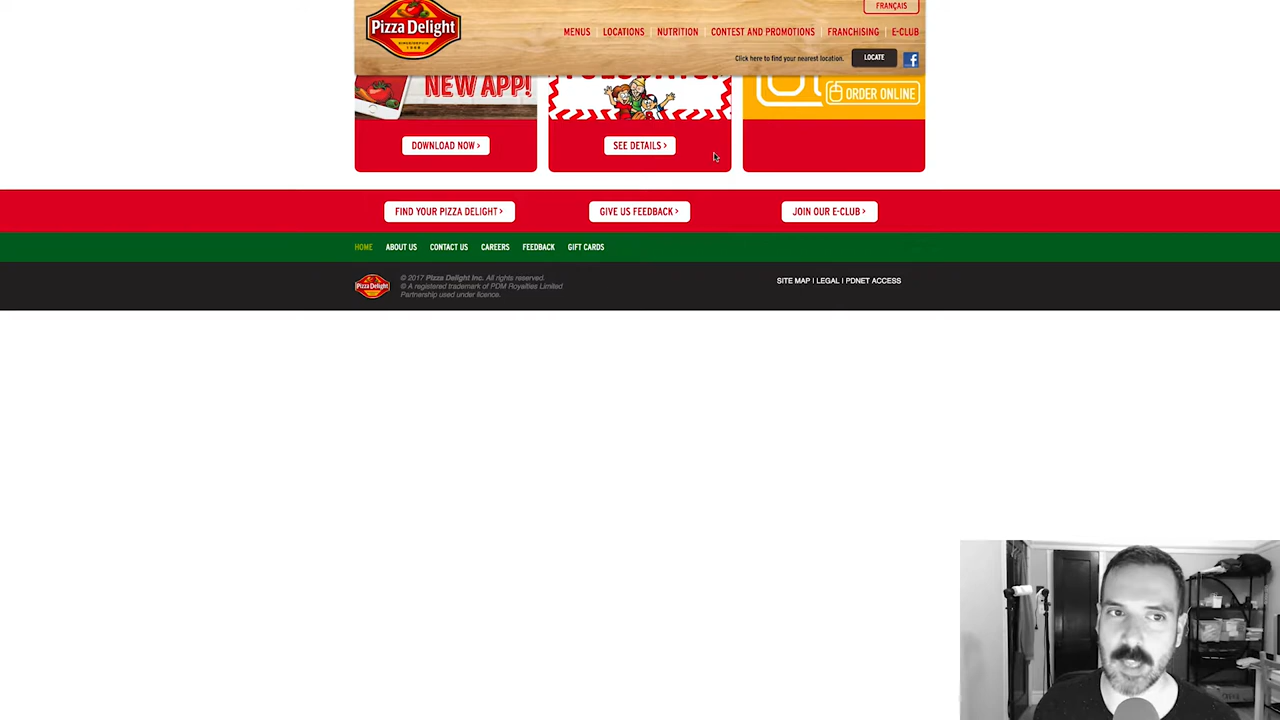 FRANÇAIS
Pizza Delight
MENUS LOCATIONS NUTRITION CONTEST AND PROMOTIONS FRANCHISING E-CLUB
Click here to find your nearest location. LOCATE
NEW APP!
ORDER ONLINE
DOWNLOAD NOW >
SEE DETAILS >
FIND YOUR PIZZA DELIGHT > GIVE US FEEDBACK > JOIN OUR E-CLUB >
HOME ABOUT US CONTACT US CAREERS FEEDBACK GIFT CARDS
Pizza Delight
© 2017 Pizza Delight Inc. All rights reserved.
® A registered trademark of PDM Royalties Limited
Partnership used under licence.
SITE MAP | LEGAL | PDNET ACCESS